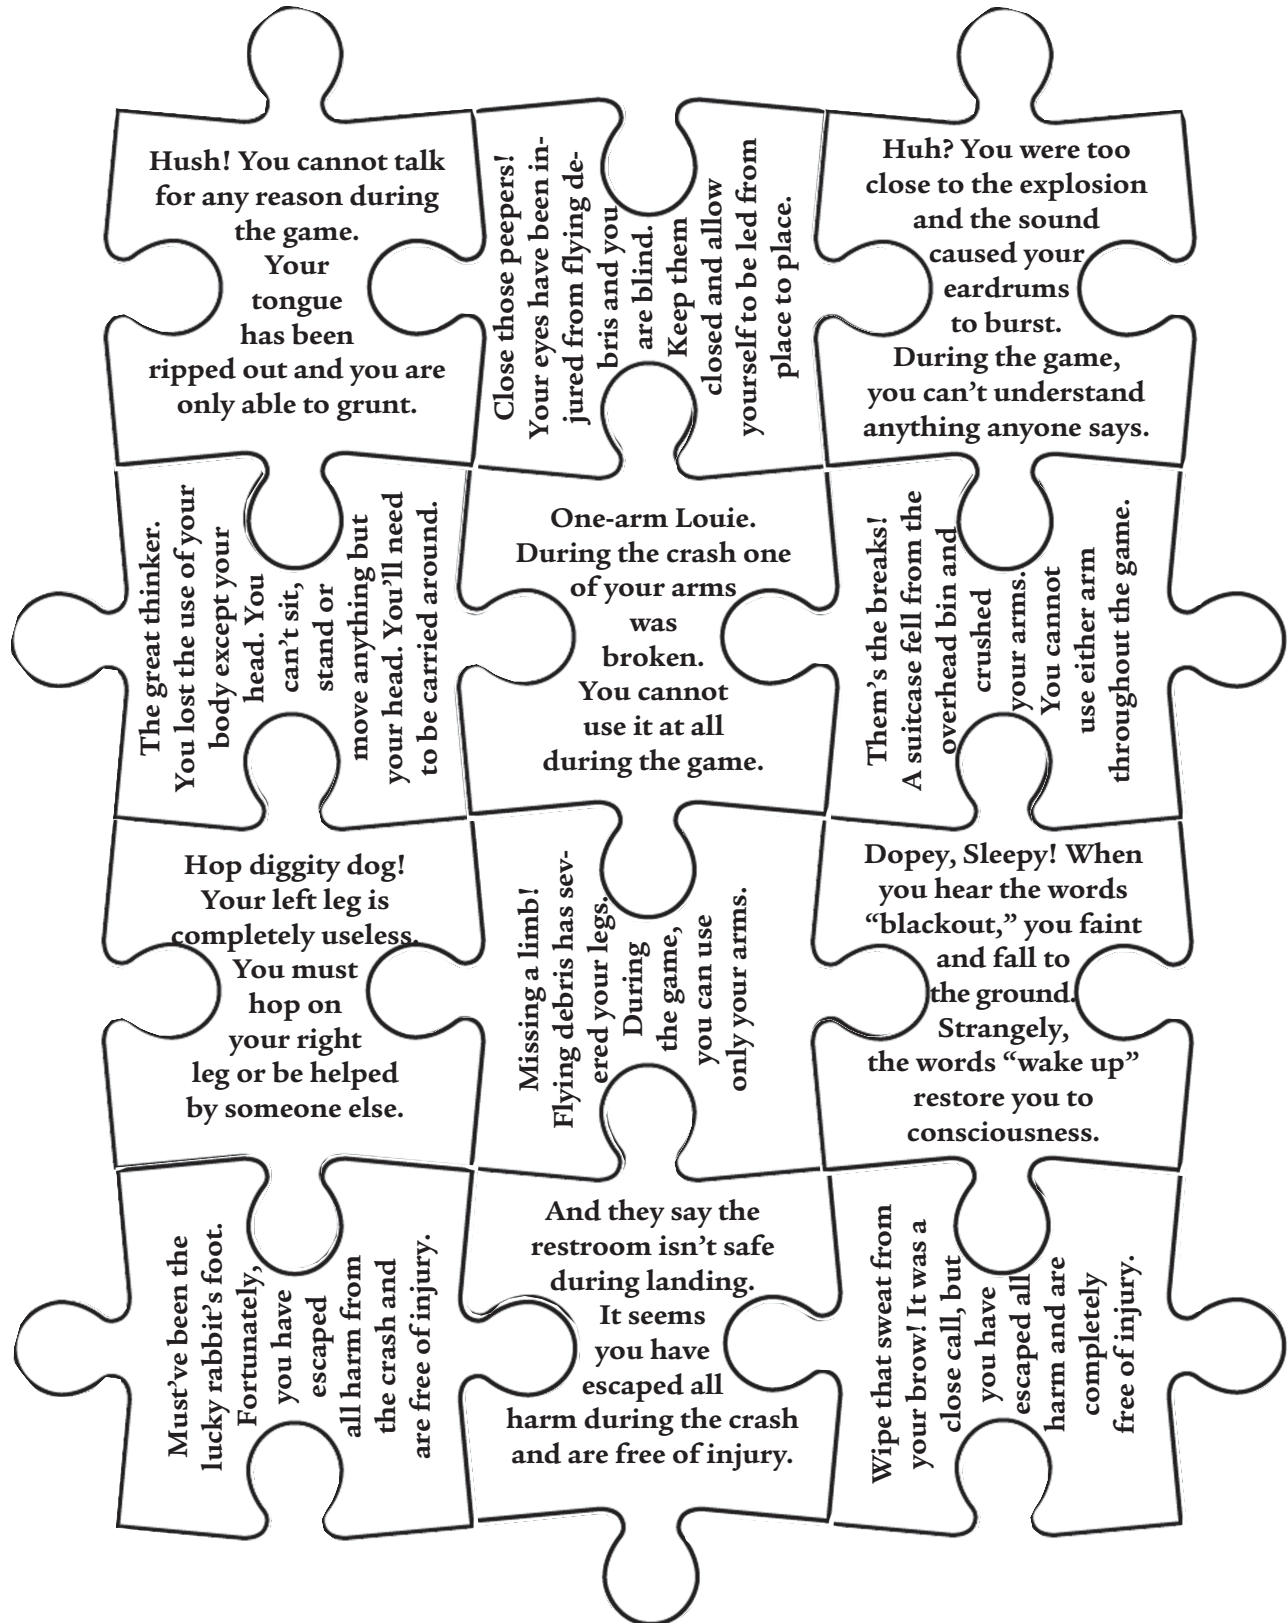 Hush! You cannot talk
for any reason during
the game.
Your
tongue
has been
ripped out and you are
only able to grunt.
Close those peepers!
Your eyes have been in-
jured from flying de-
bris and you
are blind.
Keep them
closed and allow
yourself to be led from
place to place.
Huh? You were too
close to the explosion
and the sound
caused your
eardrums
to burst.
During the game,
you can’t understand
anything anyone says.
The great thinker.
You lost the use of your
body except your
head. You
can’t sit,
stand or
move anything but
your head. You’ll need
to be carried around.
One-arm Louie.
During the crash one
of your arms
was
broken.
You cannot
use it at all
during the game.
Them’s the breaks!
A suitcase fell from the
overhead bin and
crushed
your arms.
You cannot
use either arm
throughout the game.
Hop diggity dog!
Your left leg is
completely useless.
You must
hop on
your right
leg or be helped
by someone else.
Missing a limb!
Flying debris has sev-
ered your legs.
During
the game,
you can use
only your arms.
Dopey, Sleepy! When
you hear the words
“blackout,” you faint
and fall to
the ground.
Strangely,
the words “wake up”
restore you to
consciousness.
Must’ve been the
lucky rabbit’s foot.
Fortunately,
you have
escaped
all harm from
the crash and
are free of injury.
And they say the
restroom isn’t safe
during landing.
It seems
you have
escaped all
harm during the crash
and are free of injury.
Wipe that sweat from
your brow! It was a
close call, but
you have
escaped all
harm and are
completely
free of injury.